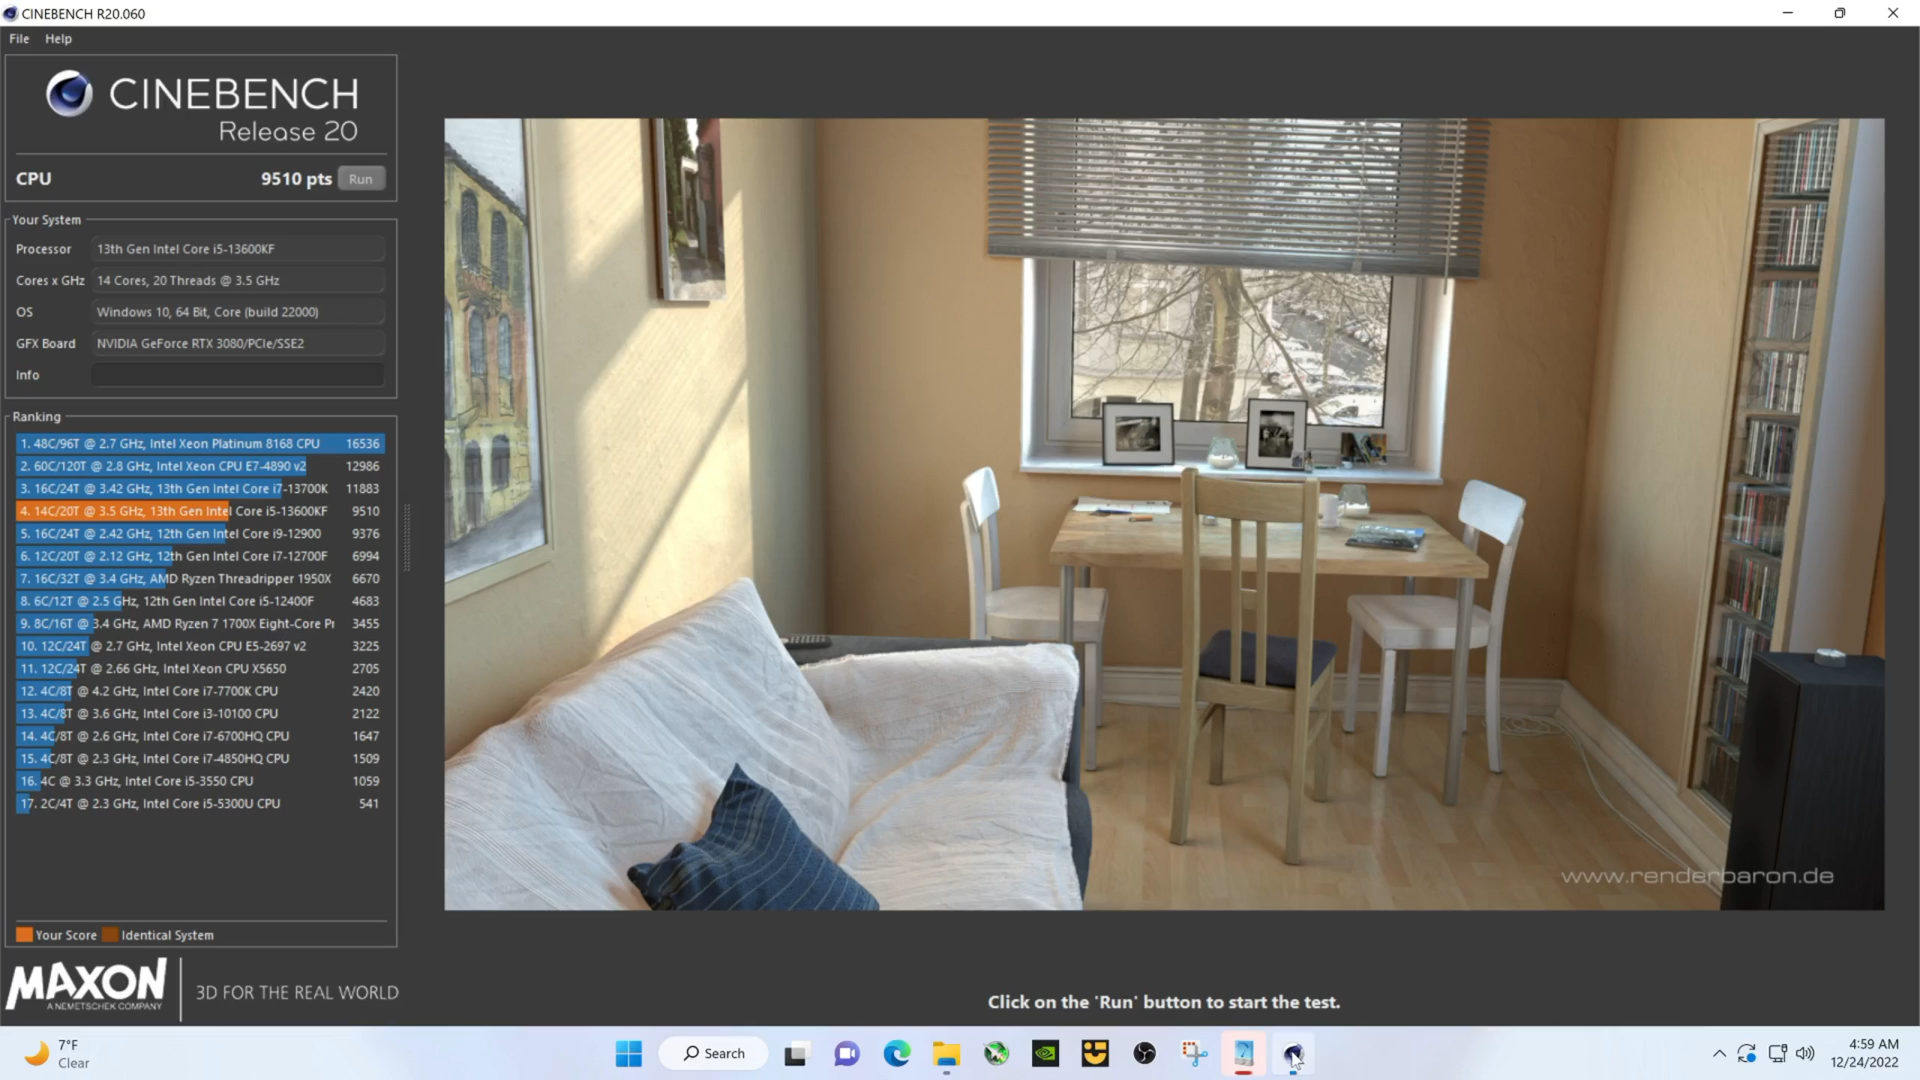 CINEBENCH R20.060
File Help
CINEBENCH
Release 20
CPU 9510 pts Run
Your System
Processor 13th Gen Intel Core i5-13600KF
Cores x GHz 14 Cores, 20 Threads @ 3.5 GHz
OS Windows 10, 64 Bit, Core (build 22000)
GFX Board NVIDIA GeForce RTX 3080/PCIe/SSE2
Info
Ranking
1. 48C/96T @ 2.7 GHz, Intel Xeon Platinum 8168 CPU 16536
2. 60C/120T @ 2.8 GHz, Intel Xeon CPU E7-4890 v2 12986
3. 16C/24T @ 3.42 GHz, 13th Gen Intel Core i7-13700K 11883
4. 14C/20T @ 3.5 GHz, 13th Gen Intel Core i5-13600KF 9510
5. 16C/24T @ 2.42 GHz, 12th Gen Intel Core i9-12900 9376
6. 12C/20T @ 2.12 GHz, 12th Gen Intel Core i7-12700F 6994
7. 16C/32T @ 3.4 GHz, AMD Ryzen Threadripper 1950X 6670
8. 6C/12T @ 2.5 GHz, 12th Gen Intel Core i5-12400F 4683
9. 8C/16T @ 3.4 GHz, AMD Ryzen 7 1700X Eight-Core Pr 3455
10. 12C/24T @ 2.7 GHz, Intel Xeon CPU E5-2697 v2 3225
11. 12C/24T @ 2.66 GHz, Intel Xeon CPU X5650 2705
12. 4C/8T @ 4.2 GHz, Intel Core i7-7700K CPU 2420
13. 4C/8T @ 3.6 GHz, Intel Core i3-10100 CPU 2122
14. 4C/8T @ 2.6 GHz, Intel Core i7-6700HQ CPU 1647
15. 4C/8T @ 2.3 GHz, Intel Core i7-4850HQ CPU 1509
16. 4C @ 3.3 GHz, Intel Core i5-3550 CPU 1059
17. 2C/4T @ 2.3 GHz, Intel Core i5-5300U CPU 541
Your Score Identical System
MAXON
A NEMETSCHEK COMPANY
3D FOR THE REAL WORLD
www.renderbaron.de
Click on the 'Run' button to start the test.
7°F
Clear
Search
4:59 AM
12/24/2022